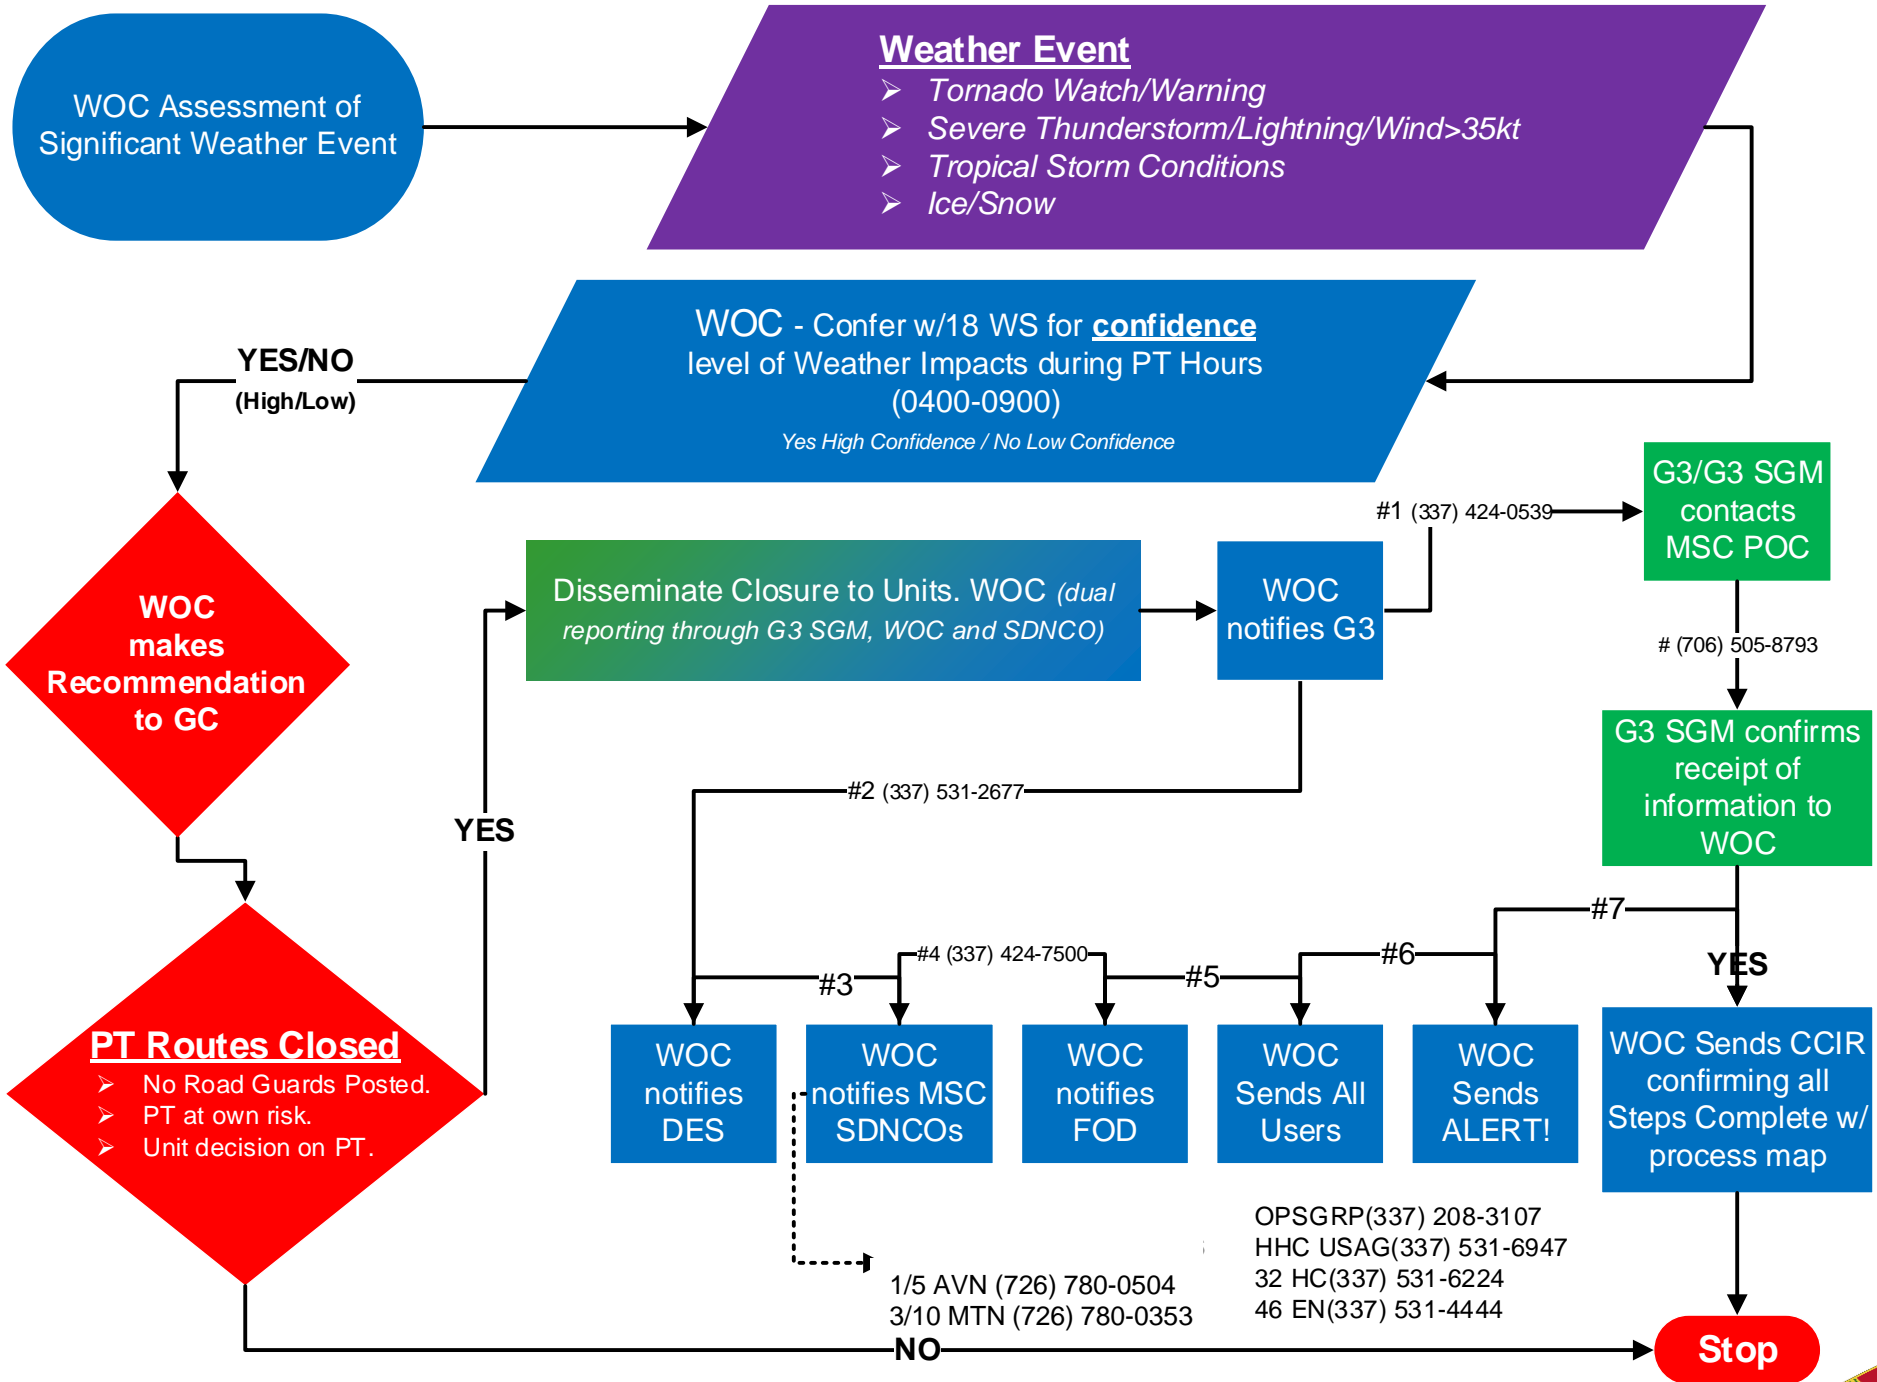 WOC Assessment of
Significant Weather Event
Weather Event
➢ Tornado Watch/Warning
➢ Severe Thunderstorm/Lightning/Wind>35kt
➢ Tropical Storm Conditions
➢ Ice/Snow
WOC - Confer w/18 WS for confidence
level of Weather Impacts during PT Hours
(0400-0900)
Yes High Confidence / No Low Confidence
YES/NO
(High/Low)
WOC
makes
Recommendation
to GC
PT Routes Closed
➢ No Road Guards Posted.
➢ PT at own risk.
➢ Unit decision on PT.
YES
Disseminate Closure to Units. WOC (dual
reporting through G3 SGM, WOC and SDNCO)
WOC
notifies G3
#1 (337) 424-0539
G3/G3 SGM
contacts
MSC POC
# (706) 505-8793
G3 SGM confirms
receipt of
information to
WOC
#2 (337) 531-2677
#3
#4 (337) 424-7500
#5
#6
#7
YES
WOC
notifies
DES
WOC
notifies MSC
SDNCOs
WOC
notifies
FOD
WOC
Sends All
Users
WOC
Sends
ALERT!
WOC Sends CCIR
confirming all
Steps Complete w/
process map
1/5 AVN (726) 780-0504
3/10 MTN (726) 780-0353
OPSGRP(337) 208-3107
HHC USAG(337) 531-6947
32 HC(337) 531-6224
46 EN(337) 531-4444
NO
Stop